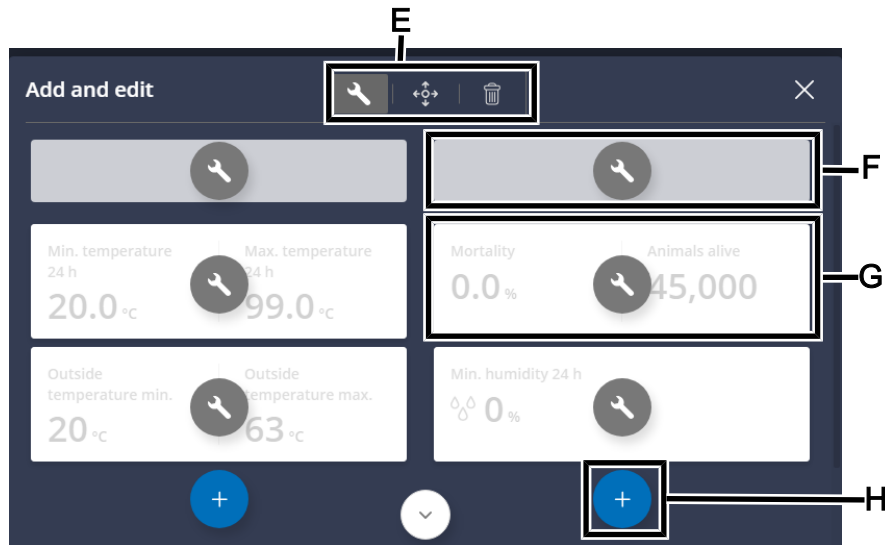 E
Add and edit
F
Min. temperature
24 h
Max. temperature
24 h
20.0 °C
99.0 °C
Mortality
Animals alive
0.0 %
45,000
G
Outside
temperature min.
Outside
temperature max.
20 °C
63 °C
Min. humidity 24 h
0 %
H